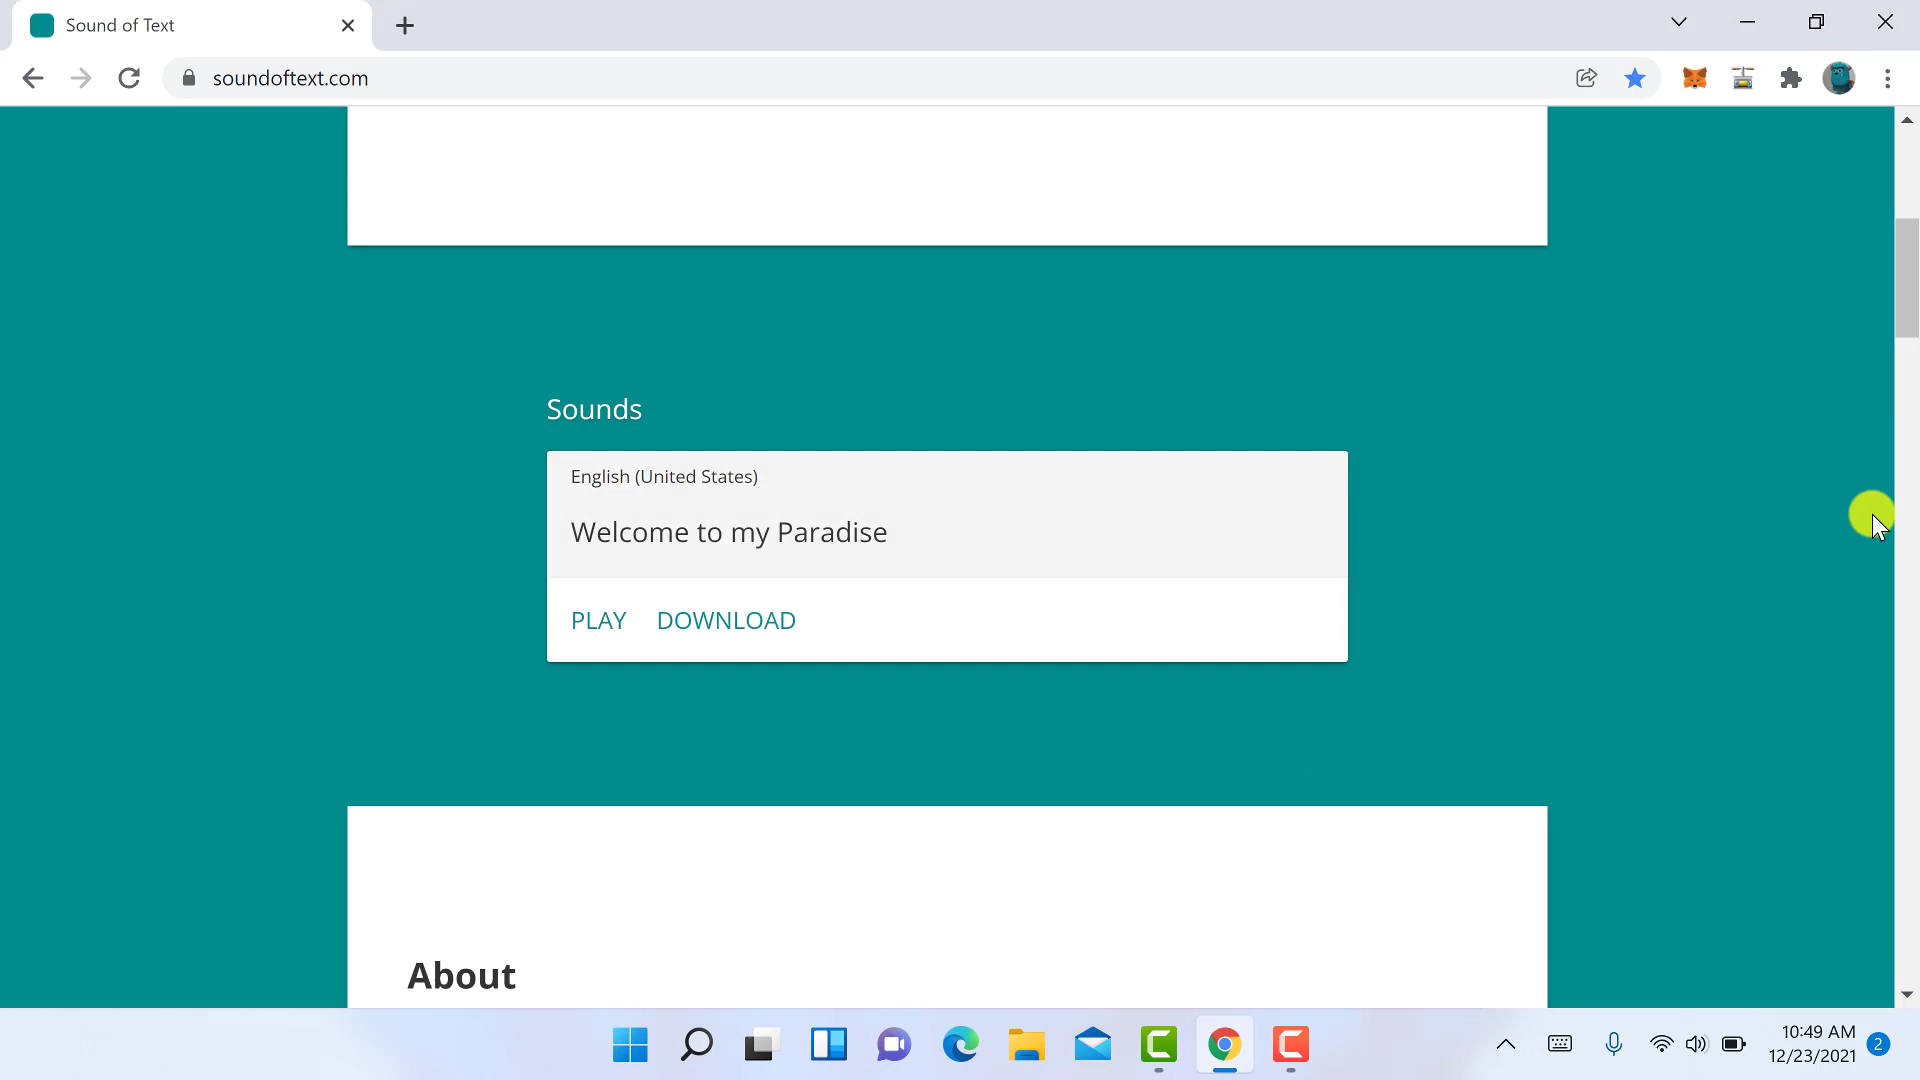 Sound of Text
soundoftext.com
Sounds
English (United States)
Welcome to my Paradise
PLAY DOWNLOAD
About
10:49 AM
12/23/2021
2